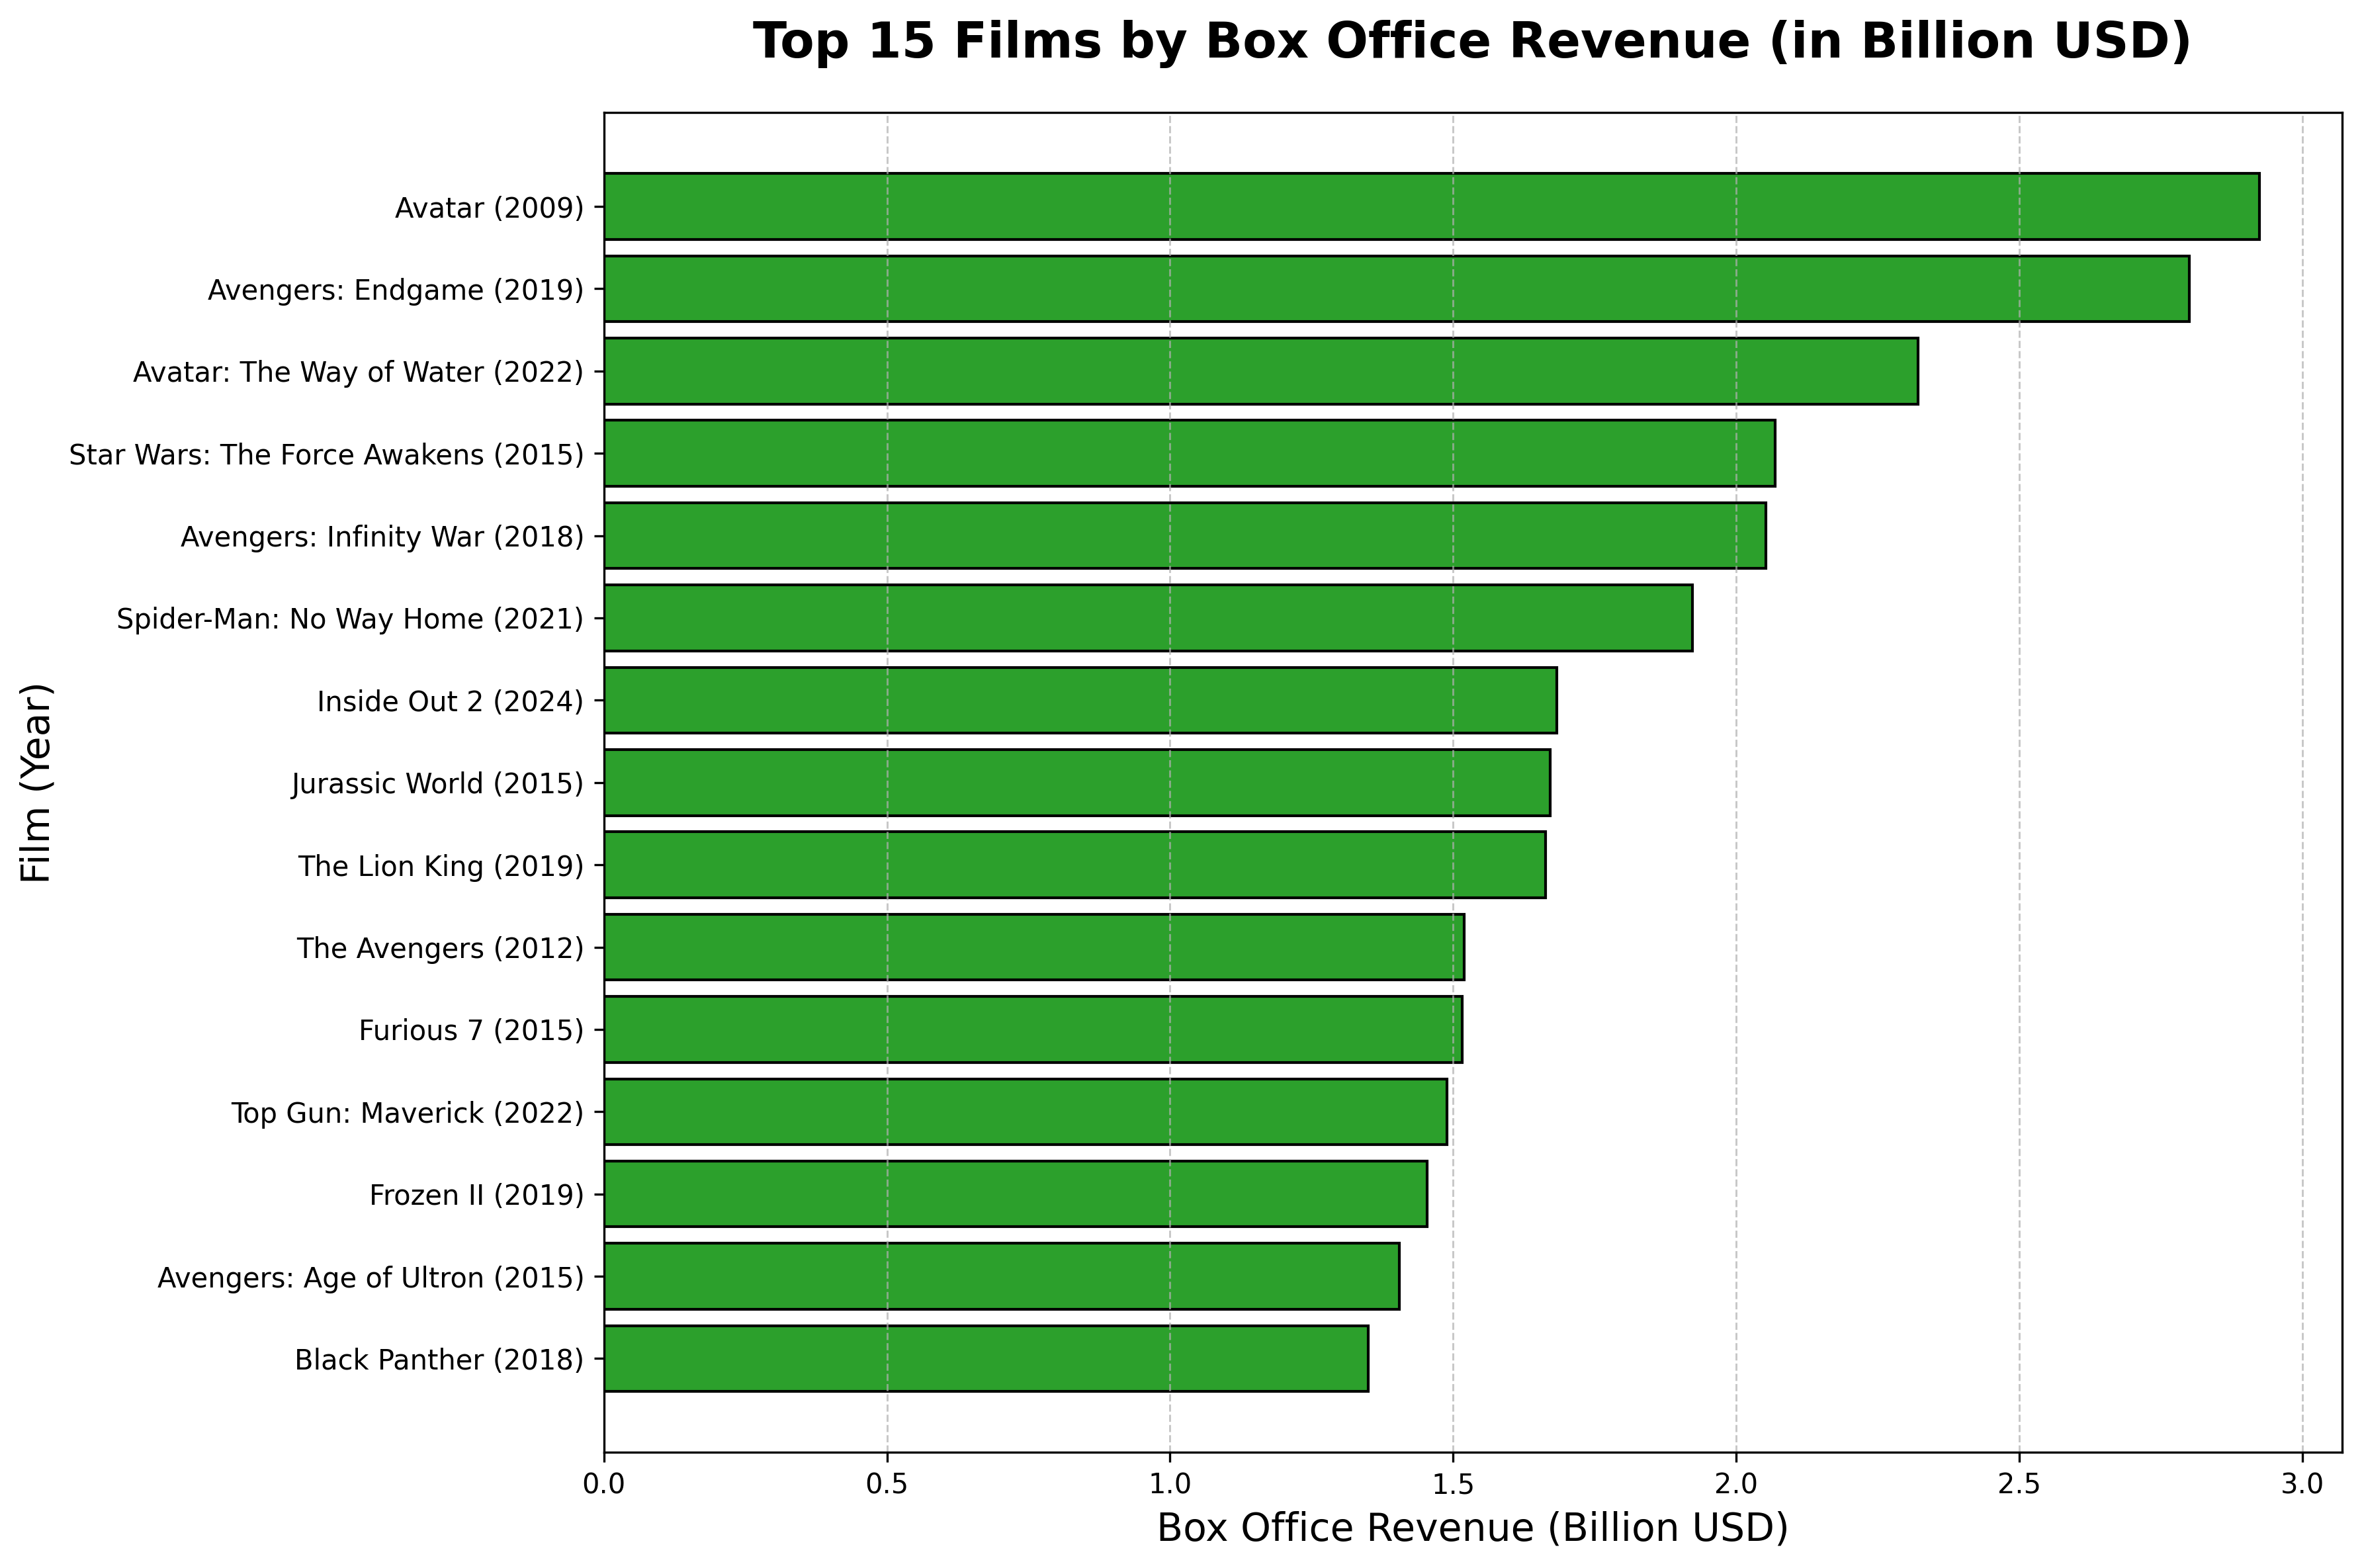 Top 15 Films by Box Office Revenue (in Billion USD)
Film (Year)
Avatar (2009)
Avengers: Endgame (2019)
Avatar: The Way of Water (2022)
Star Wars: The Force Awakens (2015)
Avengers: Infinity War (2018)
Spider-Man: No Way Home (2021)
Inside Out 2 (2024)
Jurassic World (2015)
The Lion King (2019)
The Avengers (2012)
Furious 7 (2015)
Top Gun: Maverick (2022)
Frozen II (2019)
Avengers: Age of Ultron (2015)
Black Panther (2018)
0.0 0.5 1.0 1.5 2.0 2.5 3.0
Box Office Revenue (Billion USD)